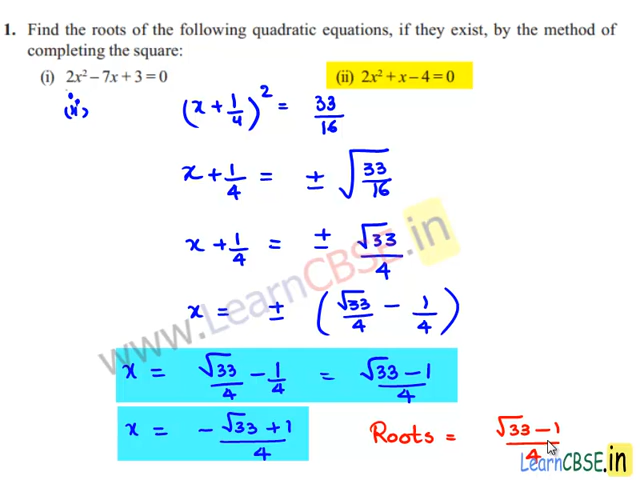 1. Find the roots of the following quadratic equations, if they exist, by the method of
completing the square:
(i) 2x² – 7x + 3 = 0 (ii) 2x² + x – 4 = 0
(ii) (x + 1/4)² = 33/16
x + 1/4 = ± √(33/16)
x + 1/4 = ± √33/4
x = ± (√33/4 - 1/4)
x = √33/4 - 1/4 = √33 - 1/4
x = -√33 + 1/4 Roots = √33 - 1/4
www.LearnCBSE.in
LearnCBSE.in